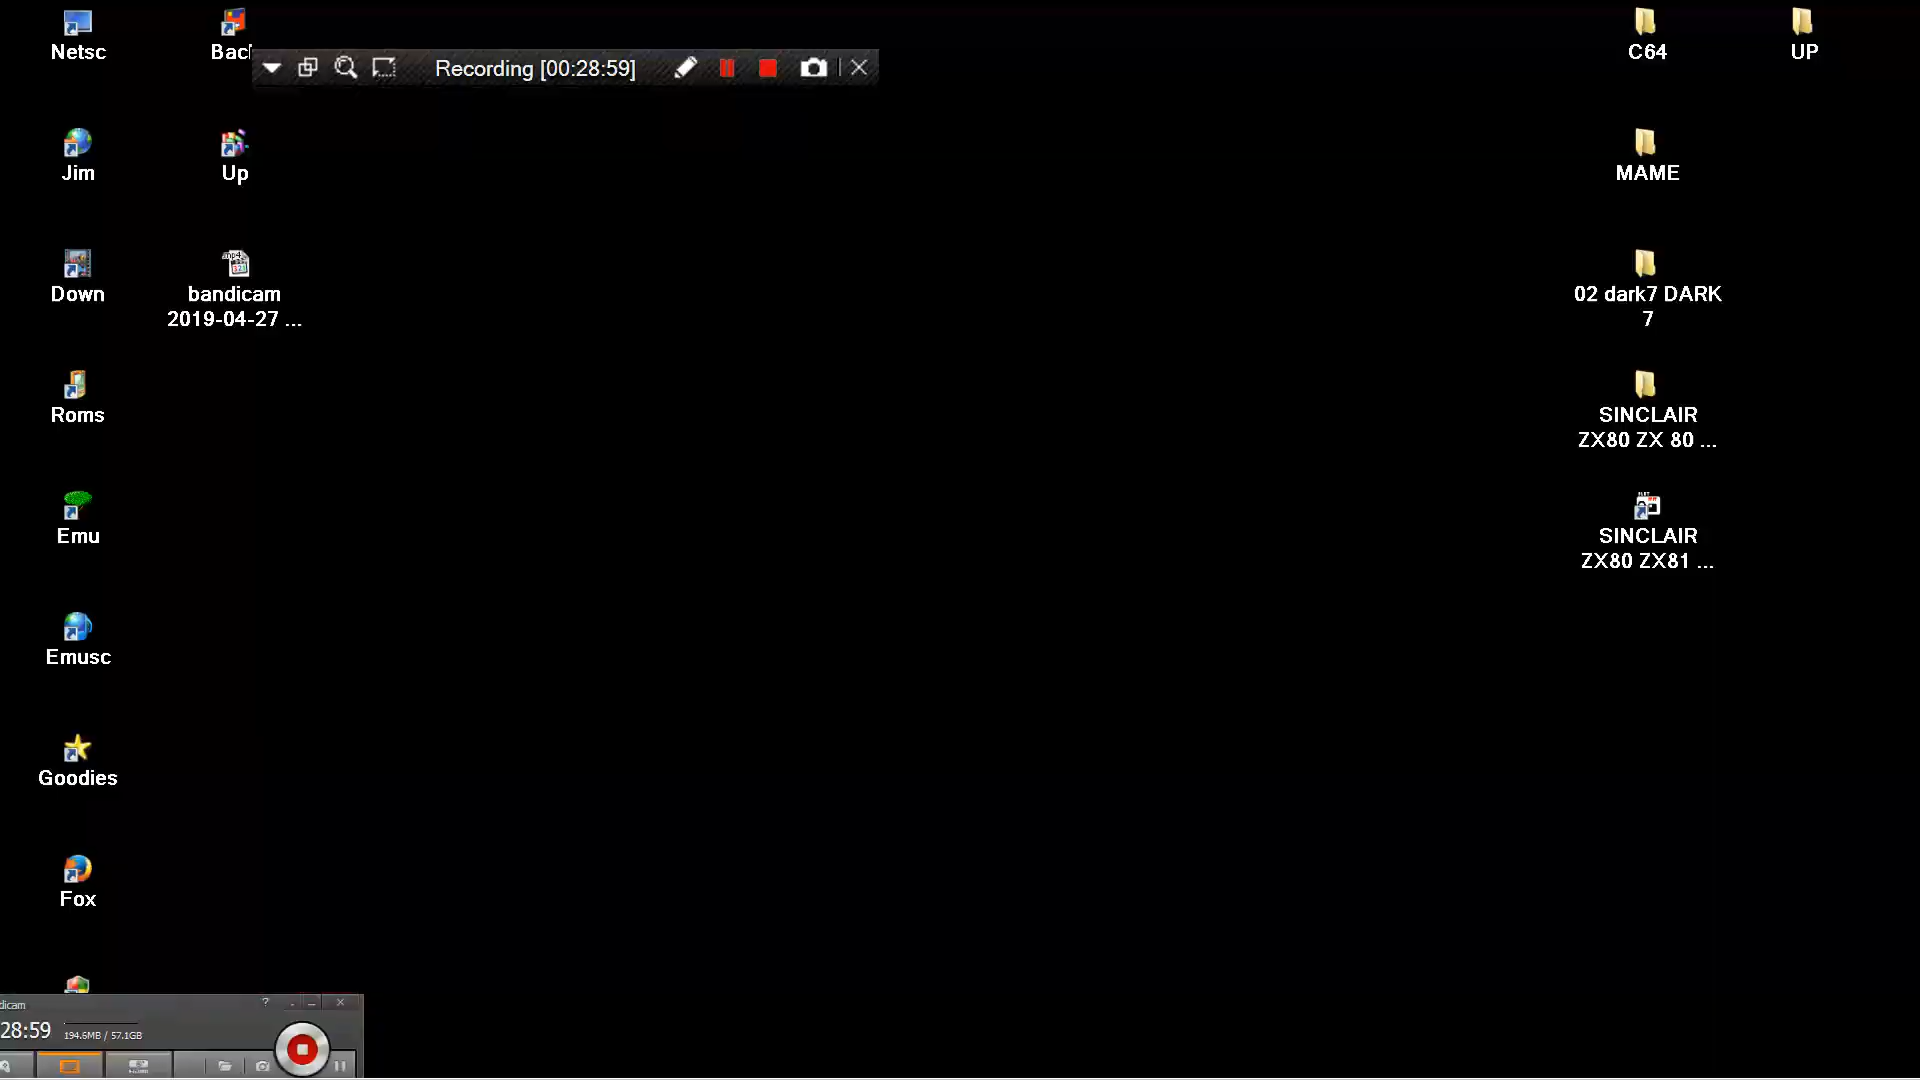 Netsc
Bac
Recording [00:28:59]
C64
UP
Jim
Up
MAME
Down
bandicam
2019-04-27 ...
02 dark7 DARK
7
Roms
SINCLAIR
ZX80 ZX 80 ...
Emu
SINCLAIR
ZX80 ZX81 ...
Emusc
Goodies
Fox
dicam
28:59
194.6MB / 57.1GB